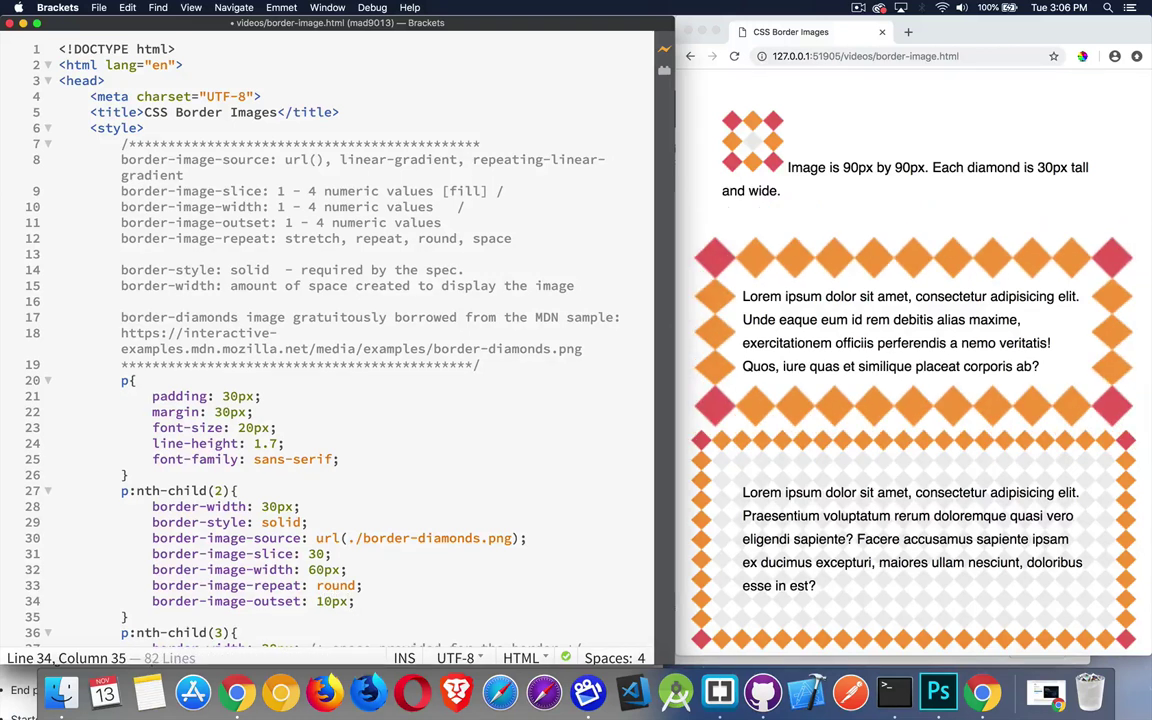 Brackets File Edit Find View Navigate Emmet Window Debug Help 100% Tue 3:06 PM
• videos/border-image.html (mad9013) — Brackets
1 <!DOCTYPE html>
2 <html lang="en">
3 <head>
4 <meta charset="UTF-8">
5 <title>CSS Border Images</title>
6 <style>
7 /*********************************************
8 border-image-source: url(), linear-gradient, repeating-linear-
gradient
9 border-image-slice: 1 - 4 numeric values [fill] /
10 border-image-width: 1 - 4 numeric values /
11 border-image-outset: 1 - 4 numeric values
12 border-image-repeat: stretch, repeat, round, space
13
14 border-style: solid - required by the spec.
15 border-width: amount of space created to display the image
16
17 border-diamonds image gratuitously borrowed from the MDN sample:
18 https://interactive-
examples.mdn.mozilla.net/media/examples/border-diamonds.png
19 *********************************************/
20 p{
21 padding: 30px;
22 margin: 30px;
23 font-size: 20px;
24 line-height: 1.7;
25 font-family: sans-serif;
26 }
27 p:nth-child(2){
28 border-width: 30px;
29 border-style: solid;
30 border-image-source: url(./border-diamonds.png);
31 border-image-slice: 30;
32 border-image-width: 60px;
33 border-image-repeat: round;
34 border-image-outset: 10px;
35 }
36 p:nth-child(3){
Line 34, Column 35 — 82 Lines INS UTF-8 HTML Spaces: 4
CSS Border Images
127.0.0.1:51905/videos/border-image.html
Image is 90px by 90px. Each diamond is 30px tall
and wide.
Lorem ipsum dolor sit amet, consectetur adipisicing elit.
Unde eaque eum id rem debitis alias maxime,
exercitationem officiis perferendis a nemo veritatis!
Quos, iure quas et similique placeat corporis ab?
Lorem ipsum dolor sit amet, consectetur adipisicing elit.
Praesentium voluptatum rerum doloremque quasi vero
eligendi sapiente? Facere accusamus sapiente ipsam
ex ducimus excepturi, maiores ullam nesciunt, doloribus
esse in est?
NOV
13
Ps
• End p